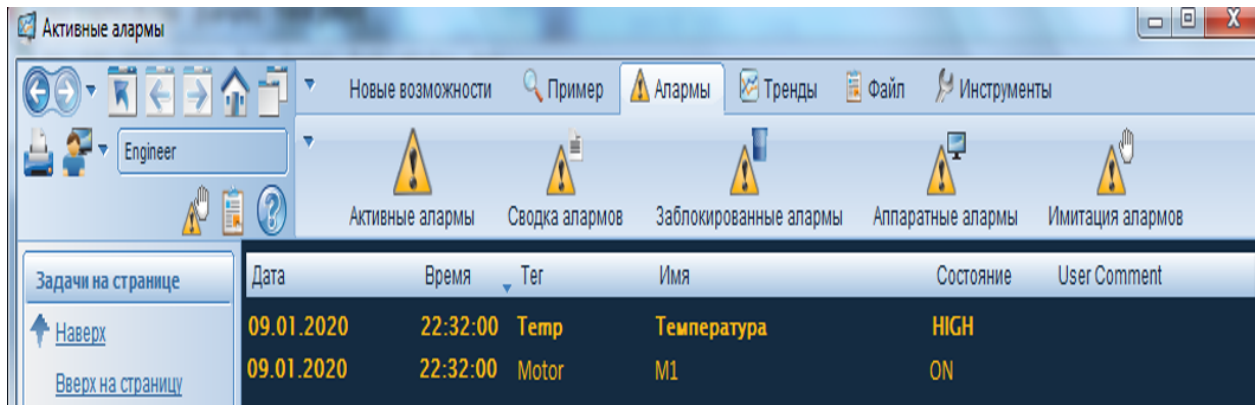 Активные алармы
Новые возможности Пример Алармы Тренды Файл Инструменты
Engineer
Активные алармы Сводка алармов Заблокированные алармы Аппаратные алармы Имитация алармов
Задачи на странице
Наверх
Вверх на страницу
Дата Время Тег Имя Состояние User Comment
09.01.2020 22:32:00 Temp Температура HIGH
09.01.2020 22:32:00 Motor M1 ON